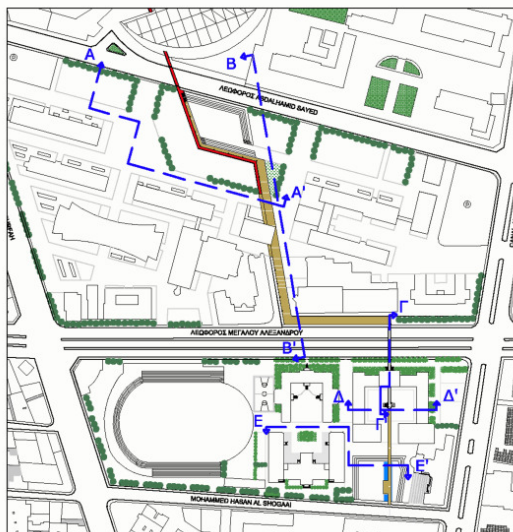 A
B
ΛΕΩΦΟΡΟΣ ABDALHAMID SAYED
A'
Γ
ΛΕΩΦΟΡΟΣ ΜΕΓΑΛΟΥ ΑΛΕΞΑΝΔΡΟΥ
B'
Δ
Δ'
Γ'
E
E'
MOHAMMED HASAN AL SHOGAAI